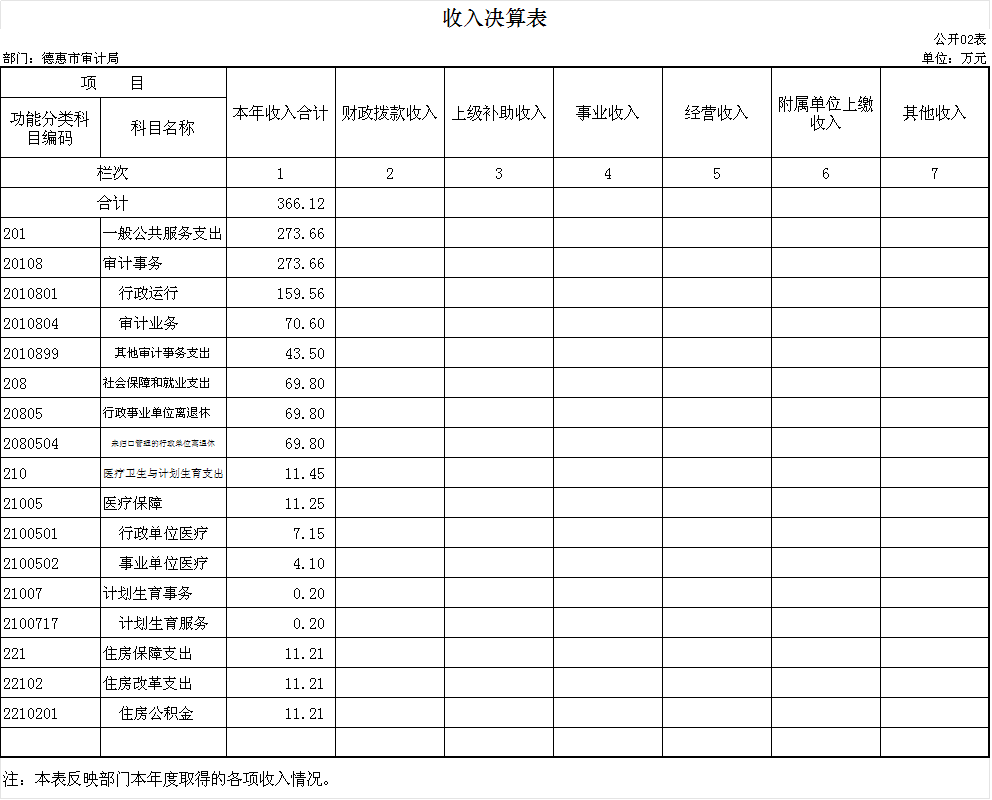 收入决算表
公开02表
部门：德惠市审计局 单位：万元
项 目 本年收入合计 财政拨款收入 上级补助收入 事业收入 经营收入 附属单位上缴收入 其他收入
功能分类科目编码 科目名称
栏次 1 2 3 4 5 6 7
合计 366.12
201 一般公共服务支出 273.66
20108 审计事务 273.66
2010801 行政运行 159.56
2010804 审计业务 70.60
2010899 其他审计事务支出 43.50
208 社会保障和就业支出 69.80
20805 行政事业单位离退休 69.80
2080504 未归口管理的行政单位离退休 69.80
210 医疗卫生与计划生育支出 11.45
21005 医疗保障 11.25
2100501 行政单位医疗 7.15
2100502 事业单位医疗 4.10
21007 计划生育事务 0.20
2100717 计划生育服务 0.20
221 住房保障支出 11.21
22102 住房改革支出 11.21
2210201 住房公积金 11.21
注：本表反映部门本年度取得的各项收入情况。